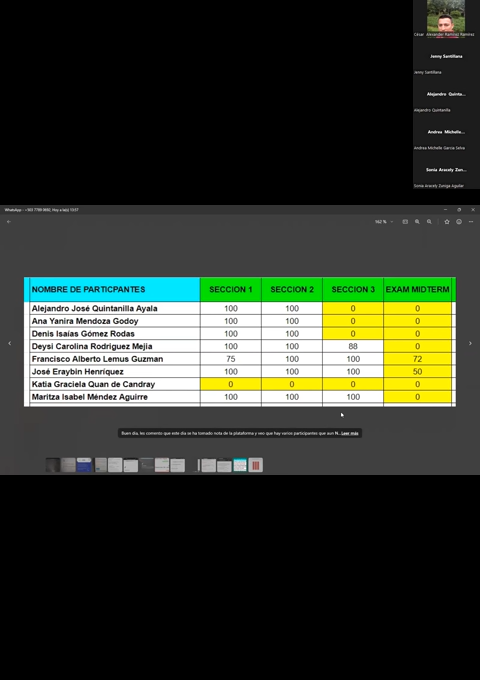 César Alexander Ramírez Ramírez
Jenny Santillana
Jenny Santillana
Alejandro Quinta...
Alejandro Quintanilla
Andrea Michelle...
Andrea Michelle Garcia Selva
Sonia Aracely Zun...
Sonia Aracely Zuniga Aguilar
162 %
NOMBRE DE PARTICPANTES SECCION 1 SECCION 2 SECCION 3 EXAM MIDTERM
Alejandro José Quintanilla Ayala 100 100 0 0
Ana Yanira Mendoza Godoy 100 100 0 0
Denis Isaías Gómez Rodas 100 100 0 0
Deysi Carolina Rodriguez Mejia 100 100 88 0
Francisco Alberto Lemus Guzman 75 100 100 72
José Eraybin Henríquez 100 100 100 50
Katia Graciela Quan de Candray 0 0 0 0
Maritza Isabel Méndez Aguirre 100 100 100 0
Buen día, les comento que este día se ha tomado nota de la plataforma y veo que hay varios participantes que aun N... Leer más